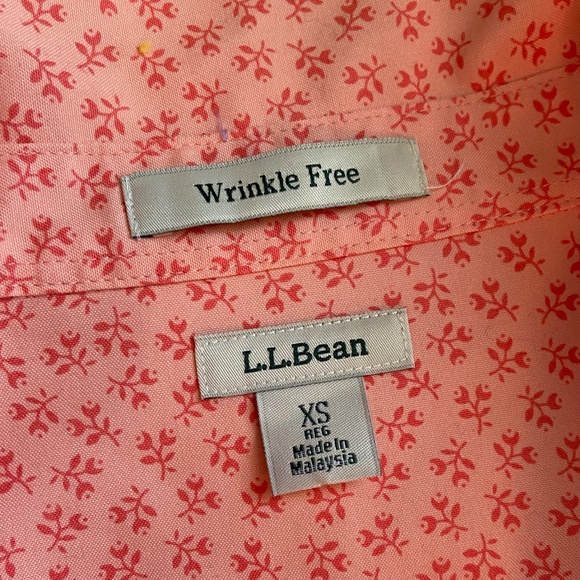 Wrinkle Free
L.L.Bean
XS
REG
Made In
Malaysia